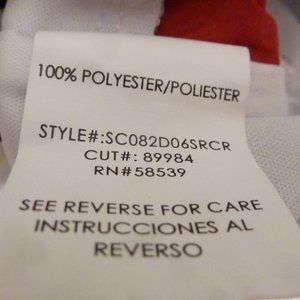 100% POLYESTER/POLIESTER
STYLE#:SC082D06SRCR
CUT#: 89984
RN#58539
SEE REVERSE FOR CARE
INSTRUCCIONES AL
REVERSO